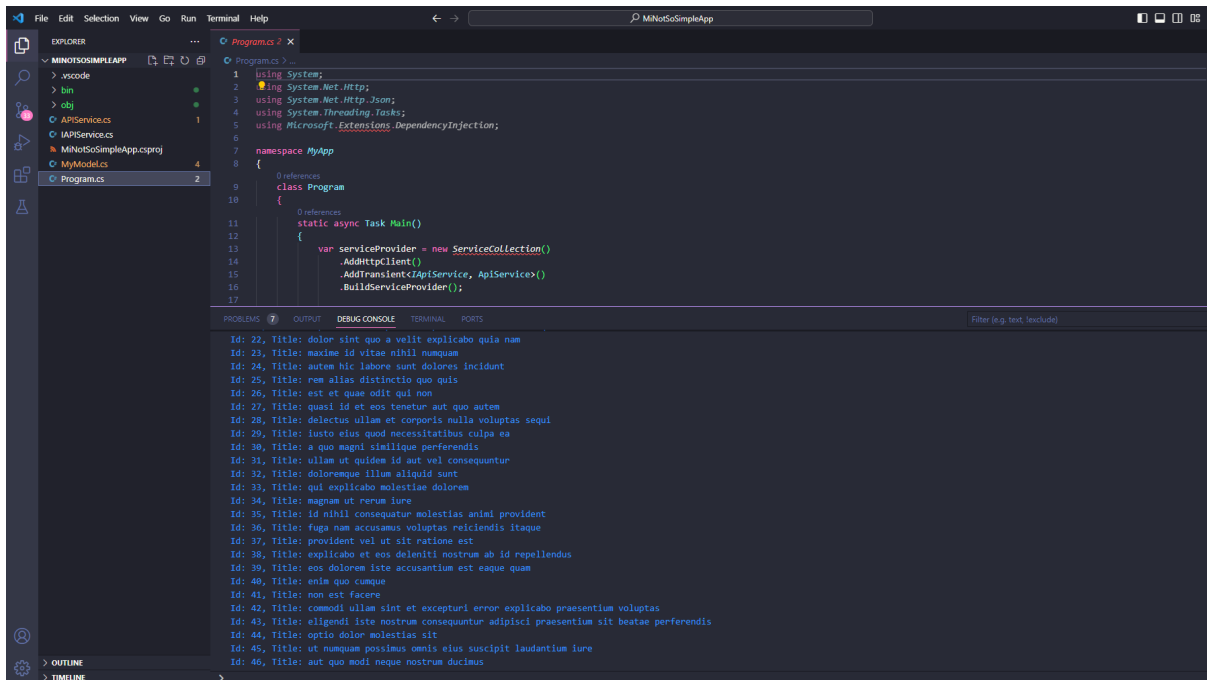 File Edit Selection View Go Run Terminal Help
MiNotSoSimpleApp
EXPLORER
MINOTSOSIMPLEAPP
.vscode
bin
obj
APIService.cs 1
IAPIService.cs
MiNotSoSimpleApp.csproj
MyModel.cs 4
Program.cs 2
OUTLINE
TIMELINE
33
Program.cs 2
Program.cs > ...
1 using System;
2 using System.Net.Http;
3 using System.Net.Http.Json;
4 using System.Threading.Tasks;
5 using Microsoft.Extensions.DependencyInjection;
6
7 namespace MyApp
8 {
0 references
9 class Program
10 {
0 references
11 static async Task Main()
12 {
13 var serviceProvider = new ServiceCollection()
14 .AddHttpClient()
15 .AddTransient<IApiService, ApiService>()
16 .BuildServiceProvider();
17
PROBLEMS 7 OUTPUT DEBUG CONSOLE TERMINAL PORTS Filter (e.g. text, !exclude)
Id: 22, Title: dolor sint quo a velit explicabo quia nam
Id: 23, Title: maxime id vitae nihil numquam
Id: 24, Title: autem hic labore sunt dolores incidunt
Id: 25, Title: rem alias distinctio quo quis
Id: 26, Title: est et quae odit qui non
Id: 27, Title: quasi id et eos tenetur aut quo autem
Id: 28, Title: delectus ullam et corporis nulla voluptas sequi
Id: 29, Title: iusto eius quod necessitatibus culpa ea
Id: 30, Title: a quo magni similique perferendis
Id: 31, Title: ullam ut quidem id aut vel consequuntur
Id: 32, Title: doloremque illum aliquid sunt
Id: 33, Title: qui explicabo molestiae dolorem
Id: 34, Title: magnam ut rerum iure
Id: 35, Title: id nihil consequatur molestias animi provident
Id: 36, Title: fuga nam accusamus voluptas reiciendis itaque
Id: 37, Title: provident vel ut sit ratione est
Id: 38, Title: explicabo et eos deleniti nostrum ab id repellendus
Id: 39, Title: eos dolorem iste accusantium est eaque quam
Id: 40, Title: enim quo cumque
Id: 41, Title: non est facere
Id: 42, Title: commodi ullam sint et excepturi error explicabo praesentium voluptas
Id: 43, Title: eligendi iste nostrum consequuntur adipisci praesentium sit beatae perferendis
Id: 44, Title: optio dolor molestias sit
Id: 45, Title: ut numquam possimus omnis eius suscipit laudantium iure
Id: 46, Title: aut quo modi neque nostrum ducimus